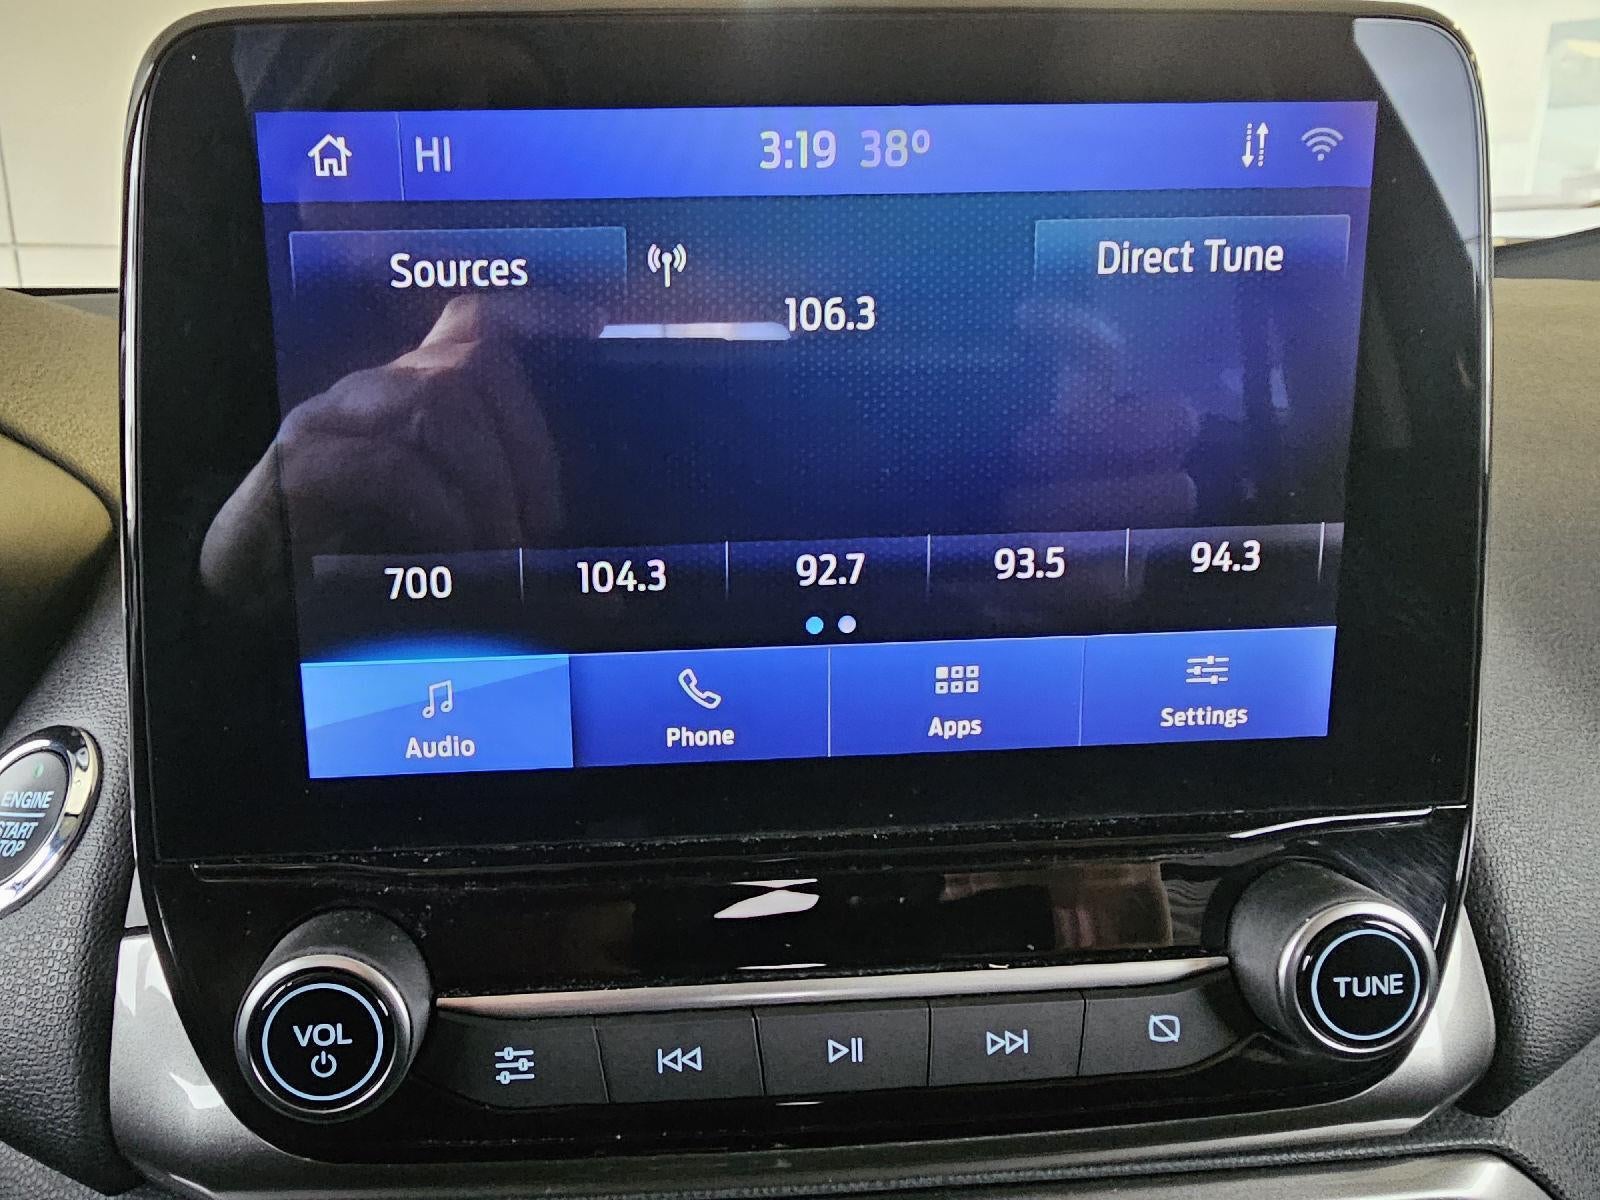 HI 3:19 38°
Sources Direct Tune
106.3
700 104.3 92.7 93.5 94.3
Audio Phone Apps Settings
ENGINE
START
STOP
VOL
TUNE